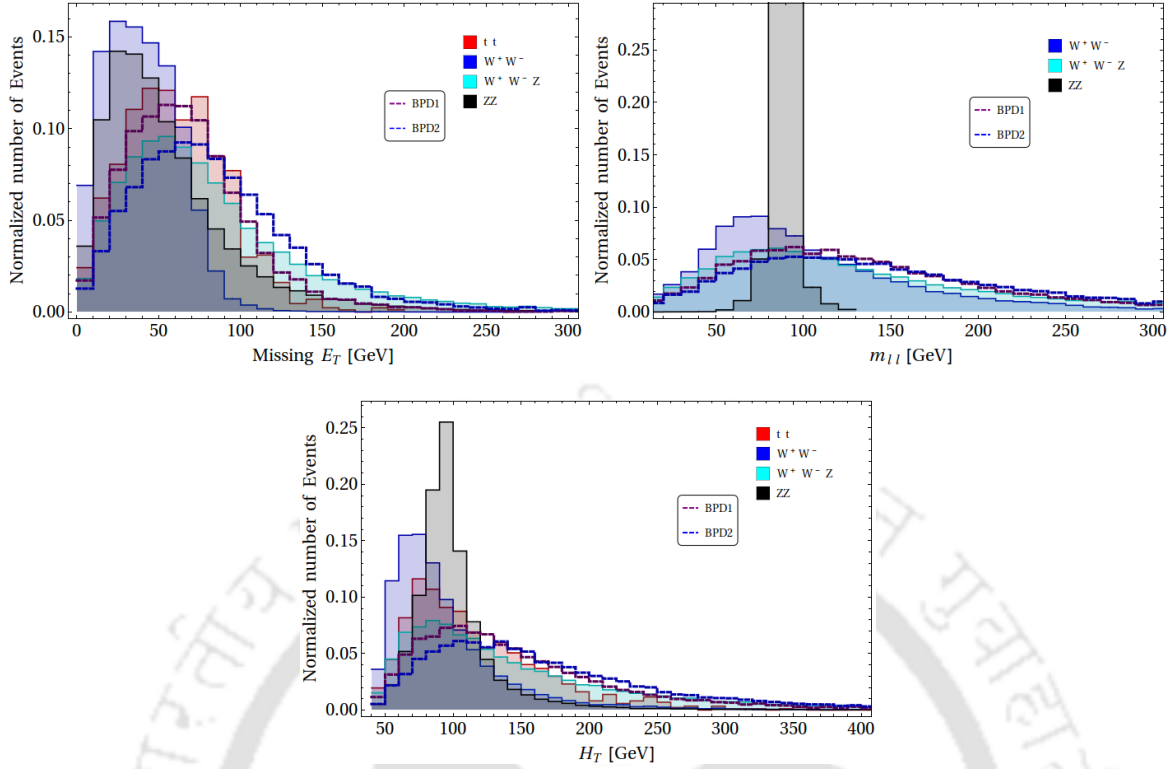 Normalized number of Events
0.15
0.10
0.05
0.00
0 50 100 150 200 250 300
Missing E_T [GeV]
t t
W⁺ W⁻
W⁺ W⁻ Z
ZZ
BPD1
BPD2
Normalized number of Events
0.25
0.20
0.15
0.10
0.05
0.00
50 100 150 200 250 300
m_{l l} [GeV]
W⁺ W⁻
W⁺ W⁻ Z
ZZ
BPD1
BPD2
Normalized number of Events
0.25
0.20
0.15
0.10
0.05
0.00
50 100 150 200 250 300 350 400
H_T [GeV]
t t
W⁺ W⁻
W⁺ W⁻ Z
ZZ
BPD1
BPD2